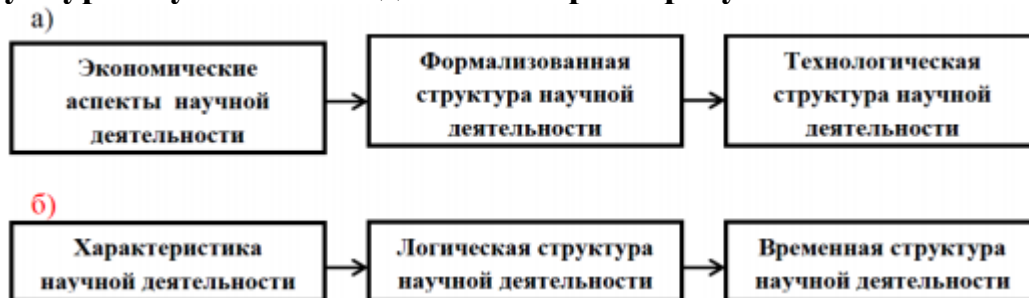 а)
Экономические
аспекты научной
деятельности
Формализованная
структура научной
деятельности
Технологическая
структура научной
деятельности
б)
Характеристика
научной деятельности
Логическая структура
научной деятельности
Временная структура
научной деятельности